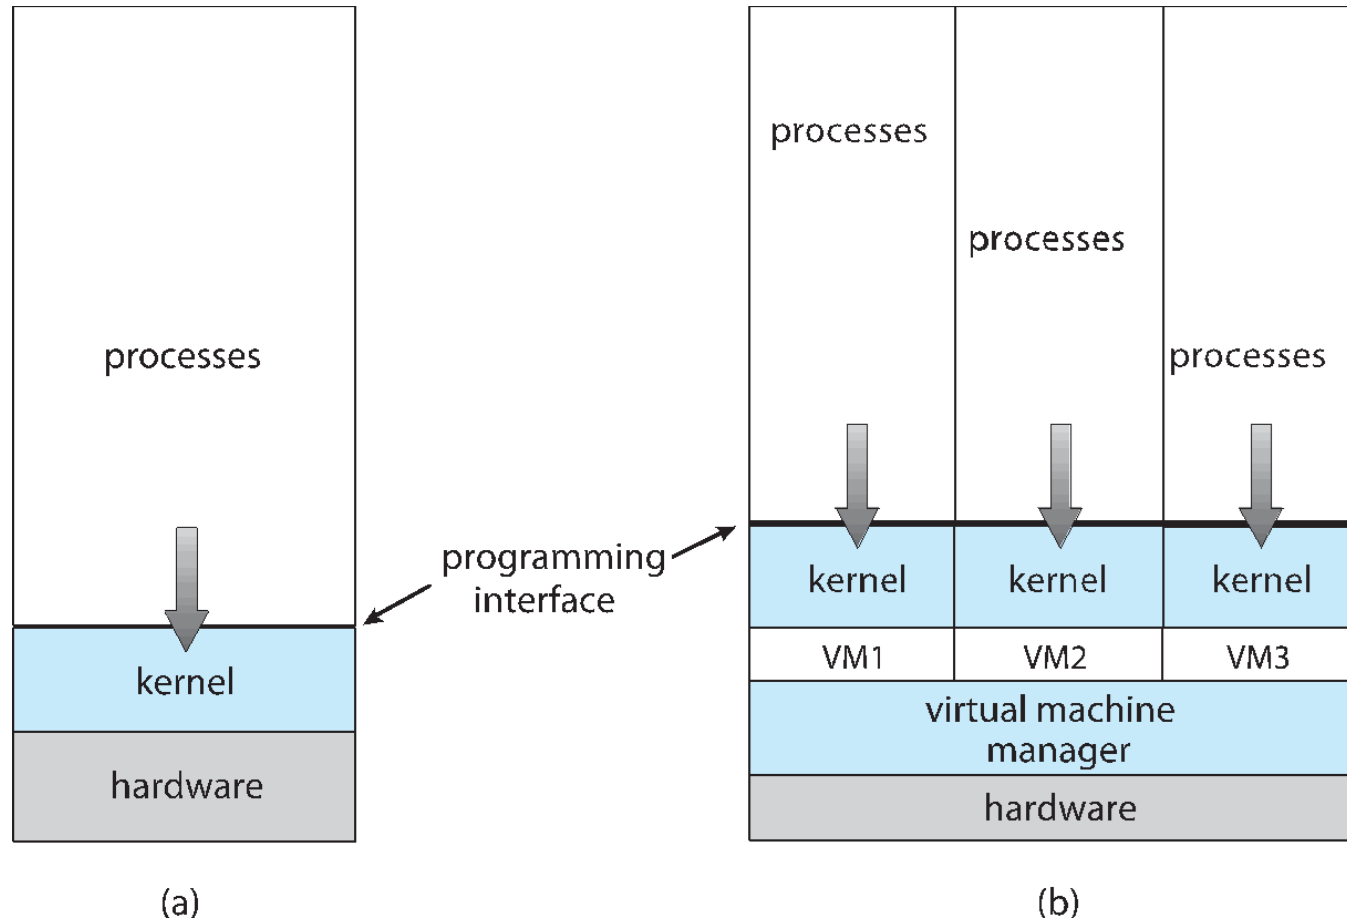 processes
kernel
hardware
(a)
programming
interface
processes
processes
processes
kernel
kernel
kernel
VM1
VM2
VM3
virtual machine
manager
hardware
(b)